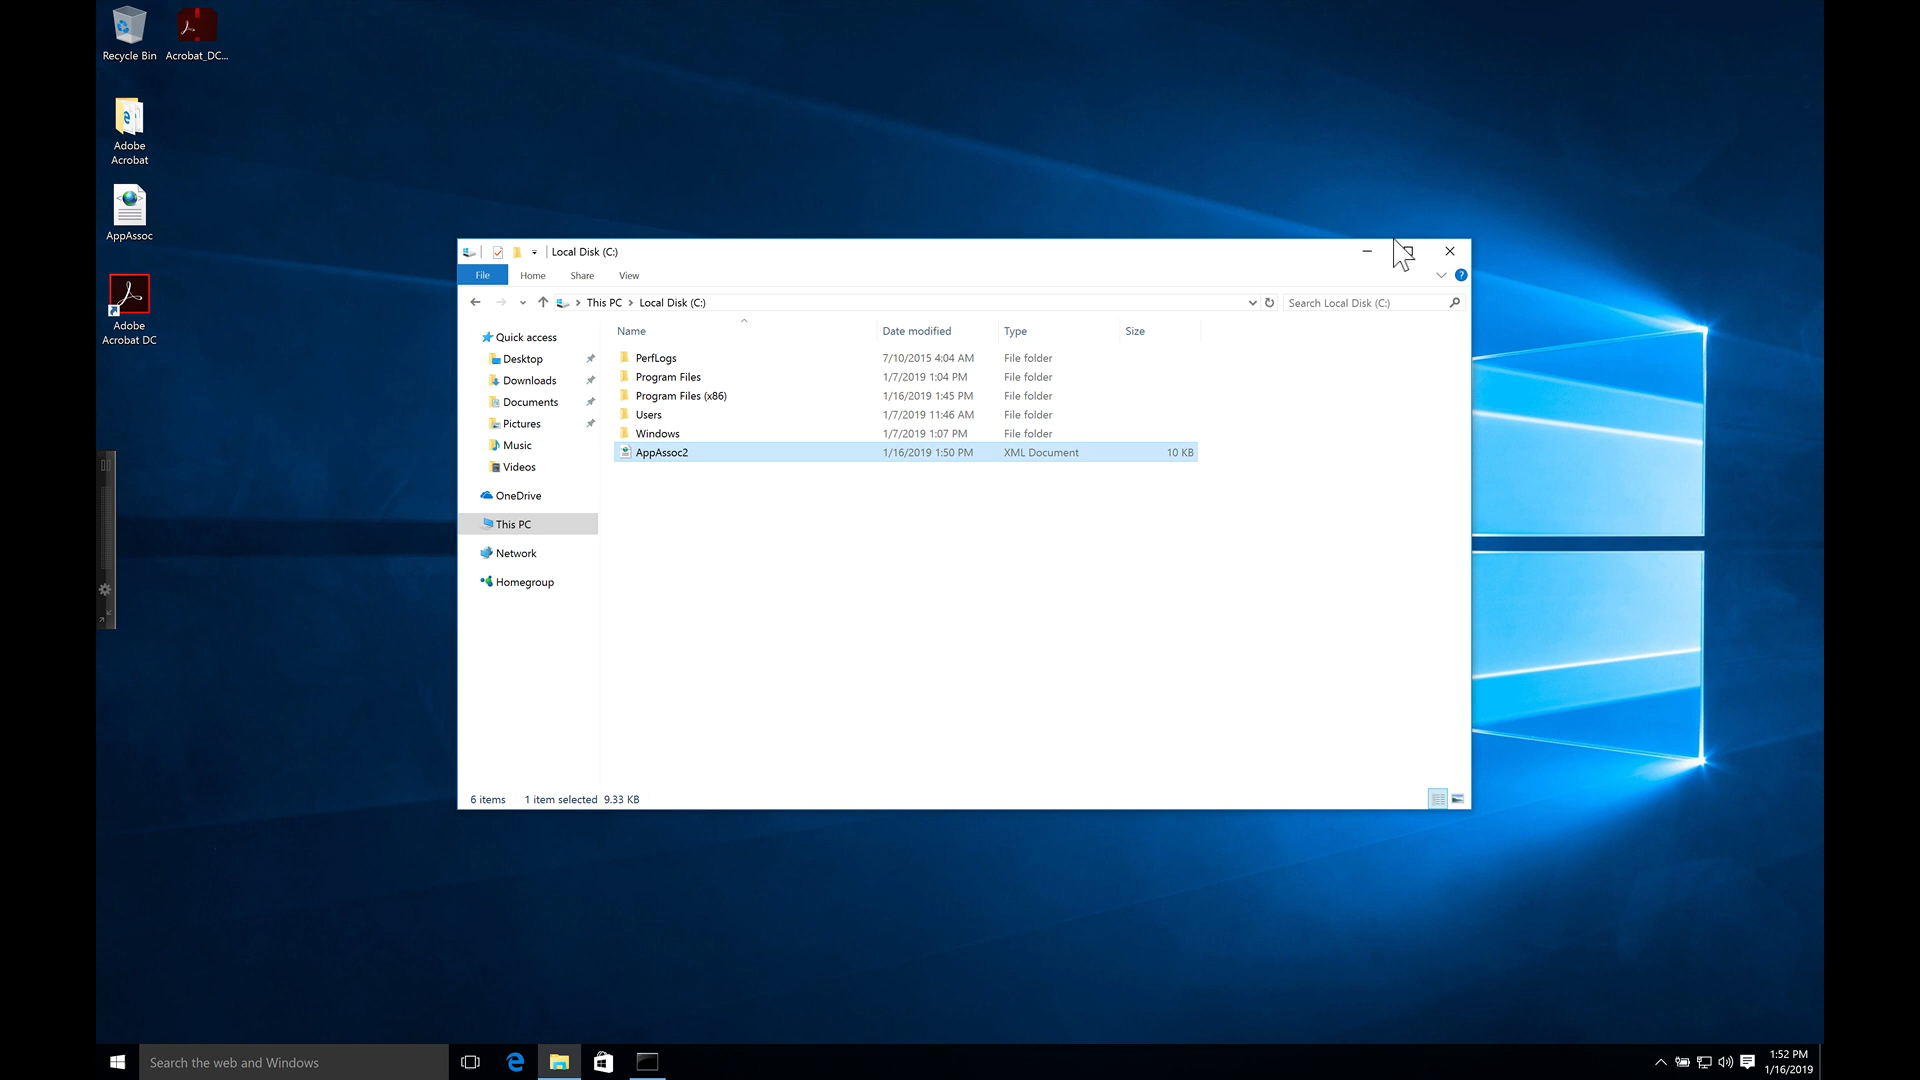 Recycle Bin
Acrobat_DC...
Adobe
Acrobat
AppAssoc
Adobe
Acrobat DC
Local Disk (C:)
File Home Share View
This PC Local Disk (C:)
Search Local Disk (C:)
Quick access
Desktop
Downloads
Documents
Pictures
Music
Videos
OneDrive
This PC
Network
Homegroup
Name Date modified Type Size
PerfLogs 7/10/2015 4:04 AM File folder
Program Files 1/7/2019 1:04 PM File folder
Program Files (x86) 1/16/2019 1:45 PM File folder
Users 1/7/2019 11:46 AM File folder
Windows 1/7/2019 1:07 PM File folder
AppAssoc2 1/16/2019 1:50 PM XML Document 10 KB
6 items 1 item selected 9.33 KB
Search the web and Windows
1:52 PM
1/16/2019